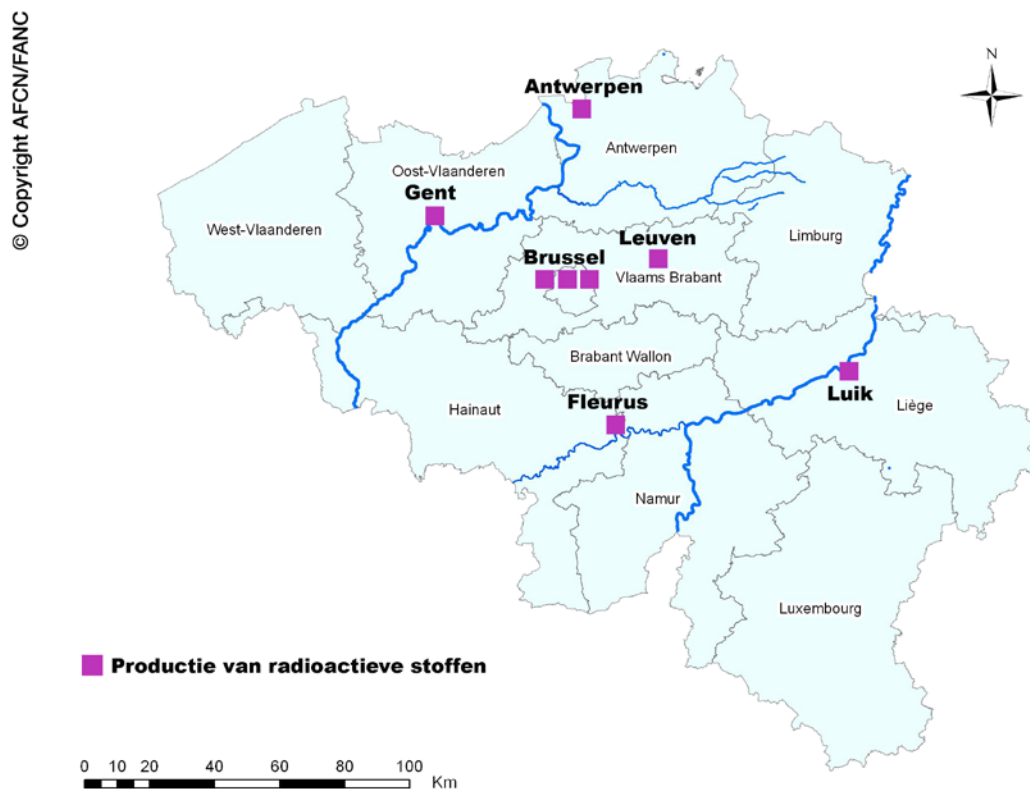 © Copyright AFCN/FANC
N
Antwerpen
Antwerpen
Oost-Vlaanderen
Gent
West-Vlaanderen
Leuven
Limburg
Brussel
Vlaams Brabant
Brabant Wallon
Luik
Fleurus
Liège
Hainaut
Namur
Luxembourg
Productie van radioactieve stoffen
0 10 20 40 60 80 100
Km